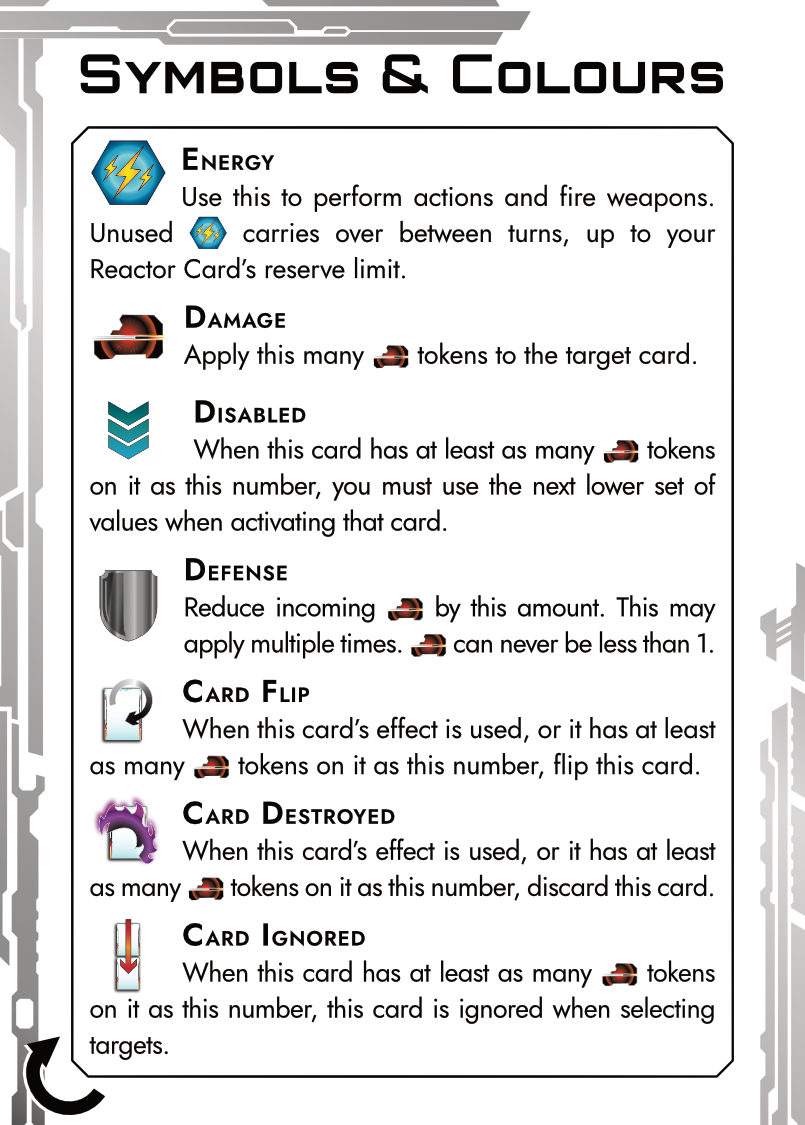 Symbols & Colours
Energy
Use this to perform actions and fire weapons.
Unused carries over between turns, up to your
Reactor Card’s reserve limit.
Damage
Apply this many tokens to the target card.
Disabled
When this card has at least as many tokens
on it as this number, you must use the next lower set of
values when activating that card.
Defense
Reduce incoming by this amount. This may
apply multiple times. can never be less than 1.
Card Flip
When this card’s effect is used, or it has at least
as many tokens on it as this number, flip this card.
Card Destroyed
When this card’s effect is used, or it has at least
as many tokens on it as this number, discard this card.
Card Ignored
When this card has at least as many tokens
on it as this number, this card is ignored when selecting
targets.